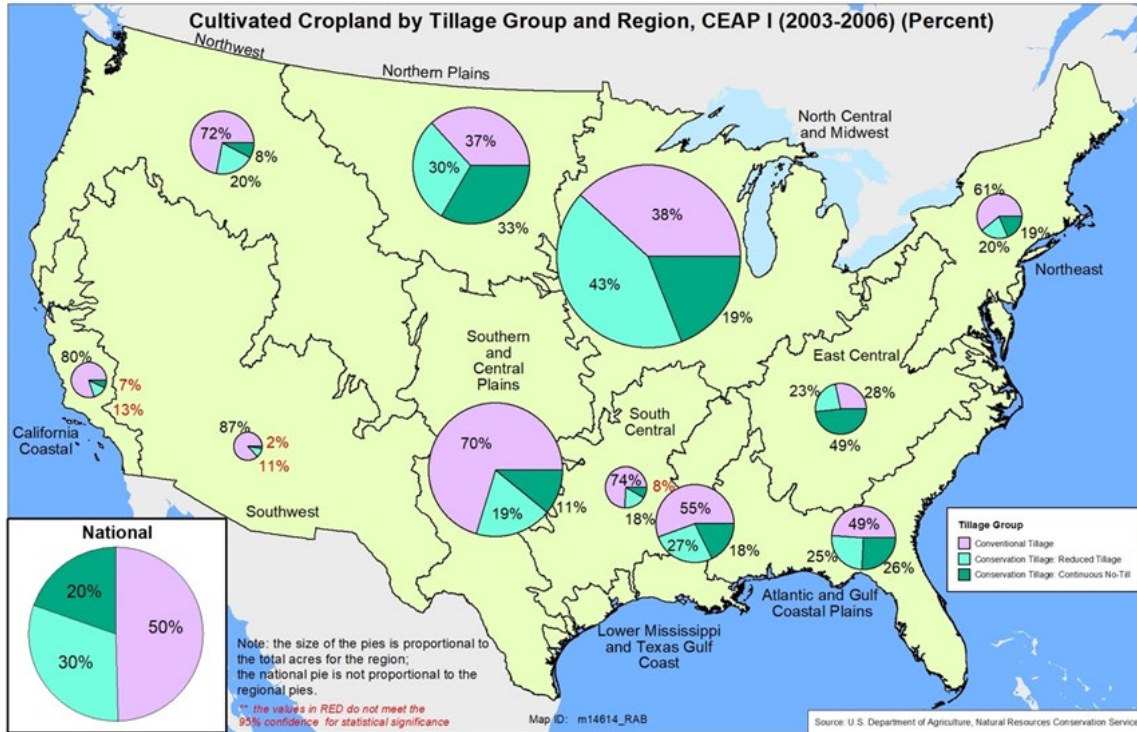 Cultivated Cropland by Tillage Group and Region, CEAP I (2003-2006) (Percent)
Northwest
Northern Plains
North Central
and Midwest
72%
8%
20%
37%
30%
33%
38%
43%
19%
61%
19%
20%
Northeast
80%
7%
13%
California
Coastal
87%
2%
11%
Southwest
Southern
and
Central
Plains
70%
19%
11%
South
Central
74%
8%
18%
East Central
23%
28%
49%
55%
27%
18%
Lower Mississippi
and Texas Gulf
Coast
49%
25%
26%
Atlantic and Gulf
Coastal Plains
Tillage Group
Conventional Tillage
Conservation Tillage: Reduced Tillage
Conservation Tillage: Continuous No-Till
National
20%
50%
30%
Note: the size of the pies is proportional to
the total acres for the region;
the national pie is not proportional to the
regional pies.
** the values in RED do not meet the
95% confidence for statistical significance
Map ID: m14614_RAB
Source: U.S. Department of Agriculture, Natural Resources Conservation Service